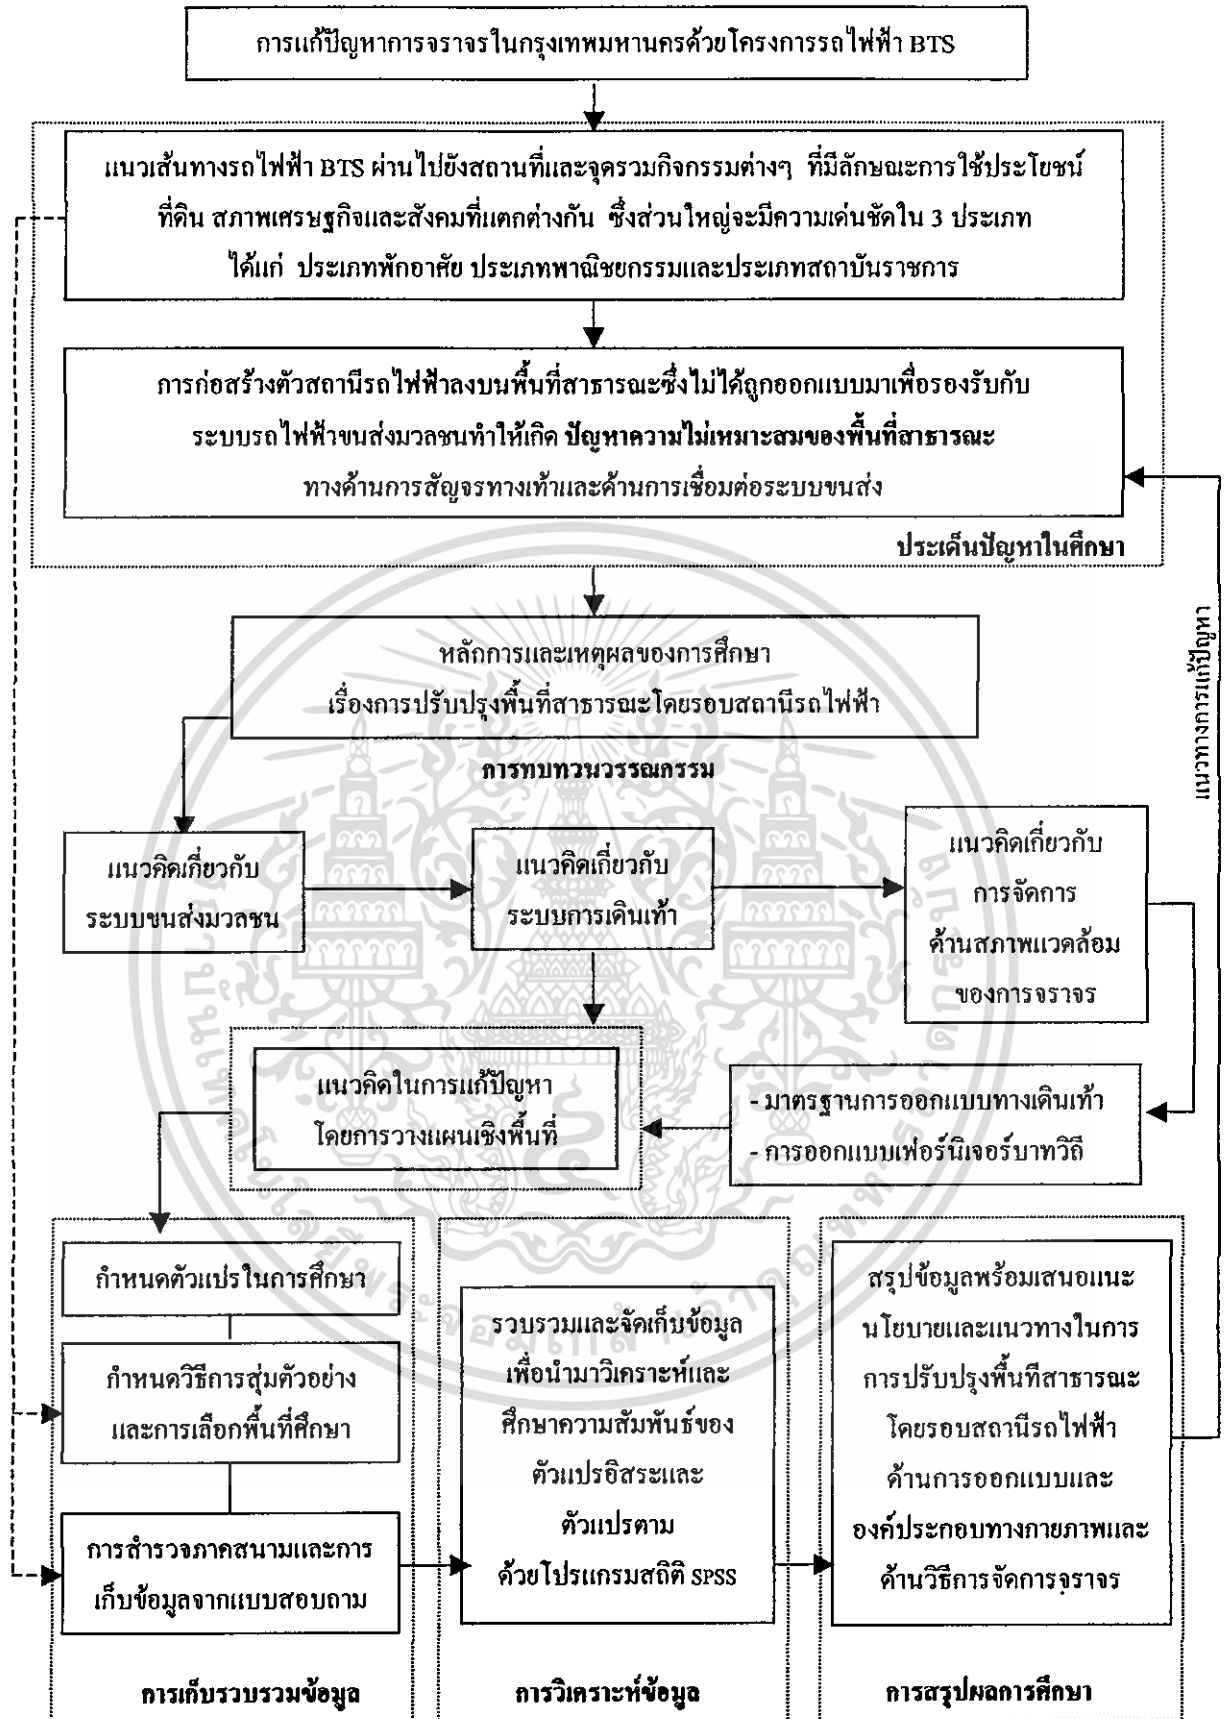 การแก้ปัญหาการจราจรในกรุงเทพมหานครด้วยโครงการรถไฟฟ้า BTS
แนวเส้นทางรถไฟฟ้า BTS ผ่านไปยังสถานที่และจุดรวมกิจกรรมต่างๆ ที่มีลักษณะการใช้ประโยชน์
ที่ดิน สภาพเศรษฐกิจและสังคมที่แตกต่างกัน ซึ่งส่วนใหญ่จะมีความเด่นชัดใน 3 ประเภท
ได้แก่ ประเภทพักอาศัย ประเภทพาณิชยกรรมและประเภทสถาบันราชการ
การก่อสร้างตัวสถานีรถไฟฟ้าลงบนพื้นที่สาธารณะซึ่งไม่ได้ถูกออกแบบมาเพื่อรองรับกับ
ระบบรถไฟฟ้าขนส่งมวลชนทำให้เกิด ปัญหาความไม่เหมาะสมของพื้นที่สาธารณะ
ทางด้านการสัญจรทางเท้าและด้านการเชื่อมต่อระบบขนส่ง
ประเด็นปัญหาในศึกษา
แนวทางการแก้ปัญหา
หลักการและเหตุผลของการศึกษา
เรื่องการปรับปรุงพื้นที่สาธารณะโดยรอบสถานีรถไฟฟ้า
การทบทวนวรรณกรรม
แนวคิดเกี่ยวกับ
ระบบขนส่งมวลชน
แนวคิดเกี่ยวกับ
ระบบการเดินเท้า
แนวคิดเกี่ยวกับ
การจัดการ
ด้านสภาพแวดล้อม
ของการจราจร
แนวคิดในการแก้ปัญหา
โดยการวางแผนเชิงพื้นที่
- มาตรฐานการออกแบบทางเดินเท้า
- การออกแบบเฟอร์นิเจอร์บาทวิถี
กำหนดตัวแปรในการศึกษา
กำหนดวิธีการสุ่มตัวอย่าง
และการเลือกพื้นที่ศึกษา
การสำรวจภาคสนามและการ
เก็บข้อมูลจากแบบสอบถาม
การเก็บรวบรวมข้อมูล
รวบรวมและจัดเก็บข้อมูล
เพื่อนำมาวิเคราะห์และ
ศึกษาความสัมพันธ์ของ
ตัวแปรอิสระและ
ตัวแปรตาม
ด้วยโปรแกรมสถิติ SPSS
การวิเคราะห์ข้อมูล
สรุปข้อมูลพร้อมเสนอแนะ
นโยบายและแนวทางในการ
การปรับปรุงพื้นที่สาธารณะ
โดยรอบสถานีรถไฟฟ้า
ด้านการออกแบบและ
องค์ประกอบทางกายภาพและ
ด้านวิธีการจัดการจราจร
การสรุปผลการศึกษา